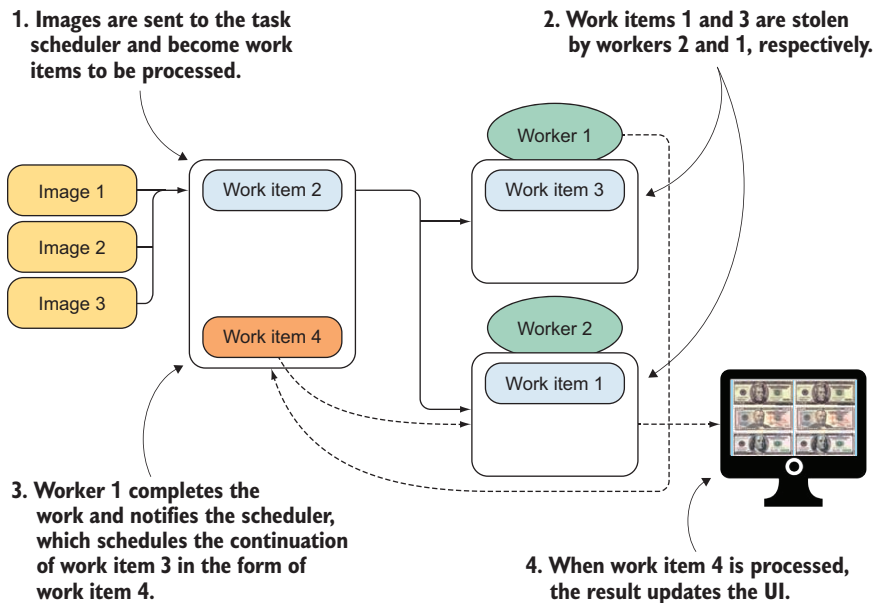 1. Images are sent to the task
scheduler and become work
items to be processed.
2. Work items 1 and 3 are stolen
by workers 2 and 1, respectively.
Worker 1
Image 1
Work item 2
Work item 3
Image 2
Image 3
Worker 2
Work item 4
Work item 1
3. Worker 1 completes the
work and notifies the scheduler,
which schedules the continuation
of work item 3 in the form of
work item 4.
4. When work item 4 is processed,
the result updates the UI.